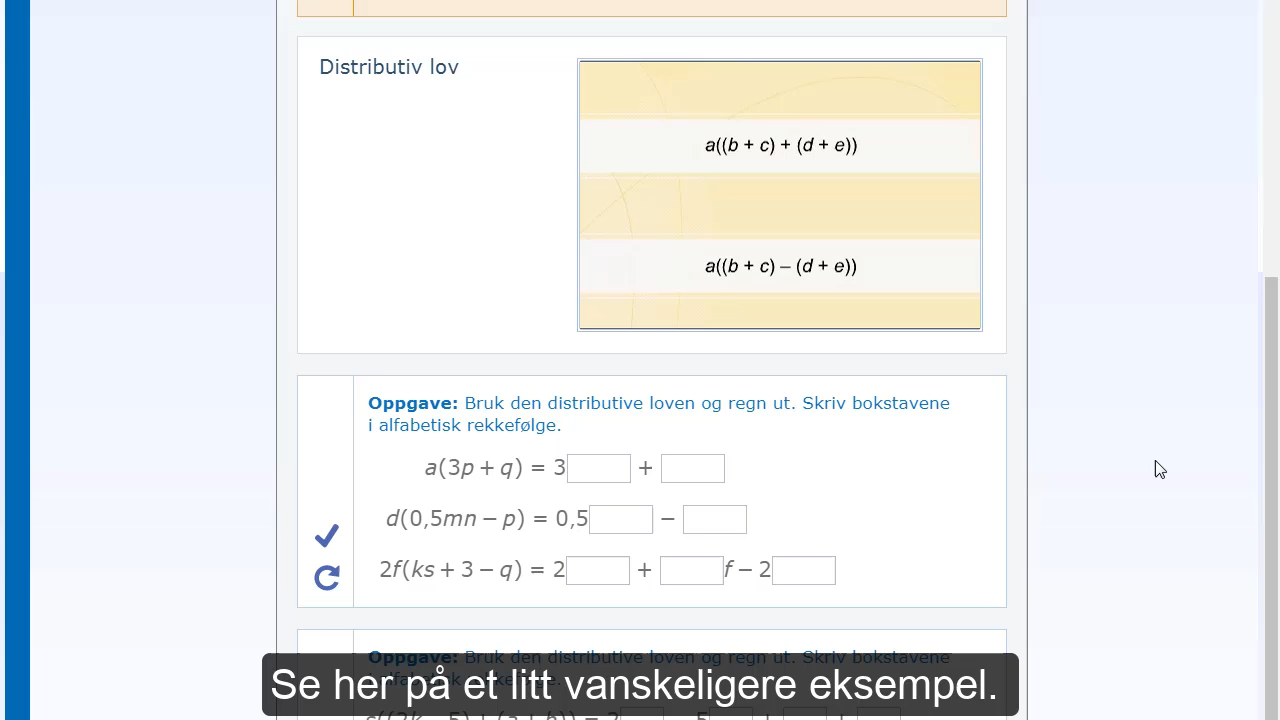 Distributiv lov
a((b + c) + (d + e))
a((b + c) – (d + e))
Oppgave: Bruk den distributive loven og regn ut. Skriv bokstavene
i alfabetisk rekkefølge.
a(3p + q) = 3 +
d(0,5mn − p) = 0,5 −
2f(ks + 3 − q) = 2 + f − 2
Oppgave: Bruk den distributive loven og regn ut. Skriv bokstavene
Se her på et litt vanskeligere eksempel.